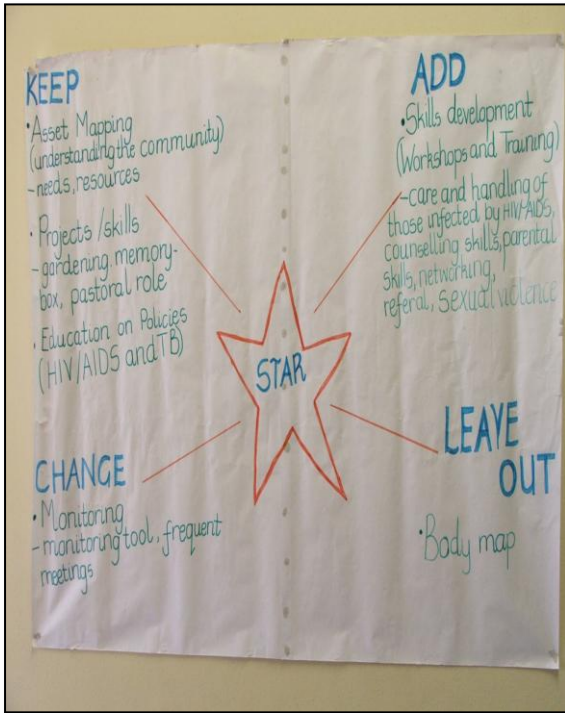 KEEP
• Asset Mapping
(understanding the community)
- needs, resources
• Projects /skills
- gardening, memory-
box, pastoral role
• Education on Policies
(HIV/AIDS and TB)
ADD
• Skills development
(Workshops and Training)
- care and handling of
those infected by HIV/AIDS,
counselling skills, parental
skills, networking,
referal, sexual violence
STAR
CHANGE
• Monitoring
- monitoring tool, frequent
meetings
LEAVE
OUT
• Body map